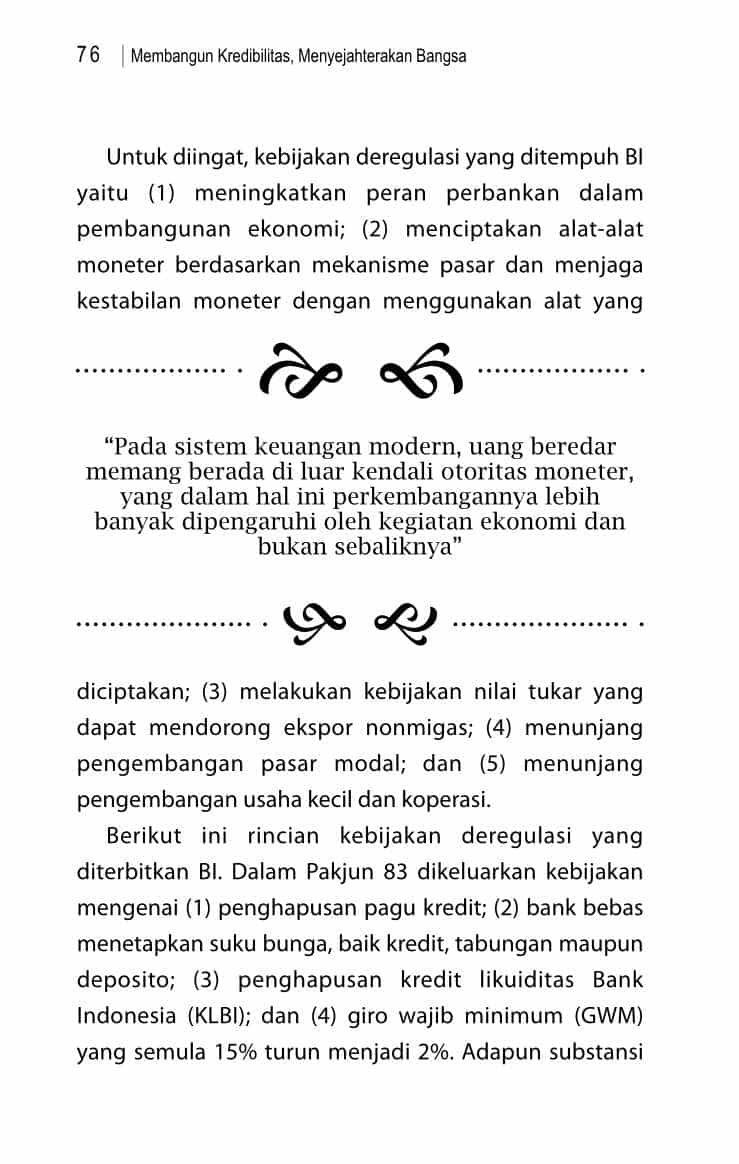 76 | Membangun Kredibilitas, Menyejahterakan Bangsa
Untuk diingat, kebijakan deregulasi yang ditempuh BI
yaitu (1) meningkatkan peran perbankan dalam
pembangunan ekonomi; (2) menciptakan alat-alat
moneter berdasarkan mekanisme pasar dan menjaga
kestabilan moneter dengan menggunakan alat yang
“Pada sistem keuangan modern, uang beredar
memang berada di luar kendali otoritas moneter,
yang dalam hal ini perkembangannya lebih
banyak dipengaruhi oleh kegiatan ekonomi dan
bukan sebaliknya”
diciptakan; (3) melakukan kebijakan nilai tukar yang
dapat mendorong ekspor nonmigas; (4) menunjang
pengembangan pasar modal; dan (5) menunjang
pengembangan usaha kecil dan koperasi.
Berikut ini rincian kebijakan deregulasi yang
diterbitkan BI. Dalam Pakjun 83 dikeluarkan kebijakan
mengenai (1) penghapusan pagu kredit; (2) bank bebas
menetapkan suku bunga, baik kredit, tabungan maupun
deposito; (3) penghapusan kredit likuiditas Bank
Indonesia (KLBI); dan (4) giro wajib minimum (GWM)
yang semula 15% turun menjadi 2%. Adapun substansi